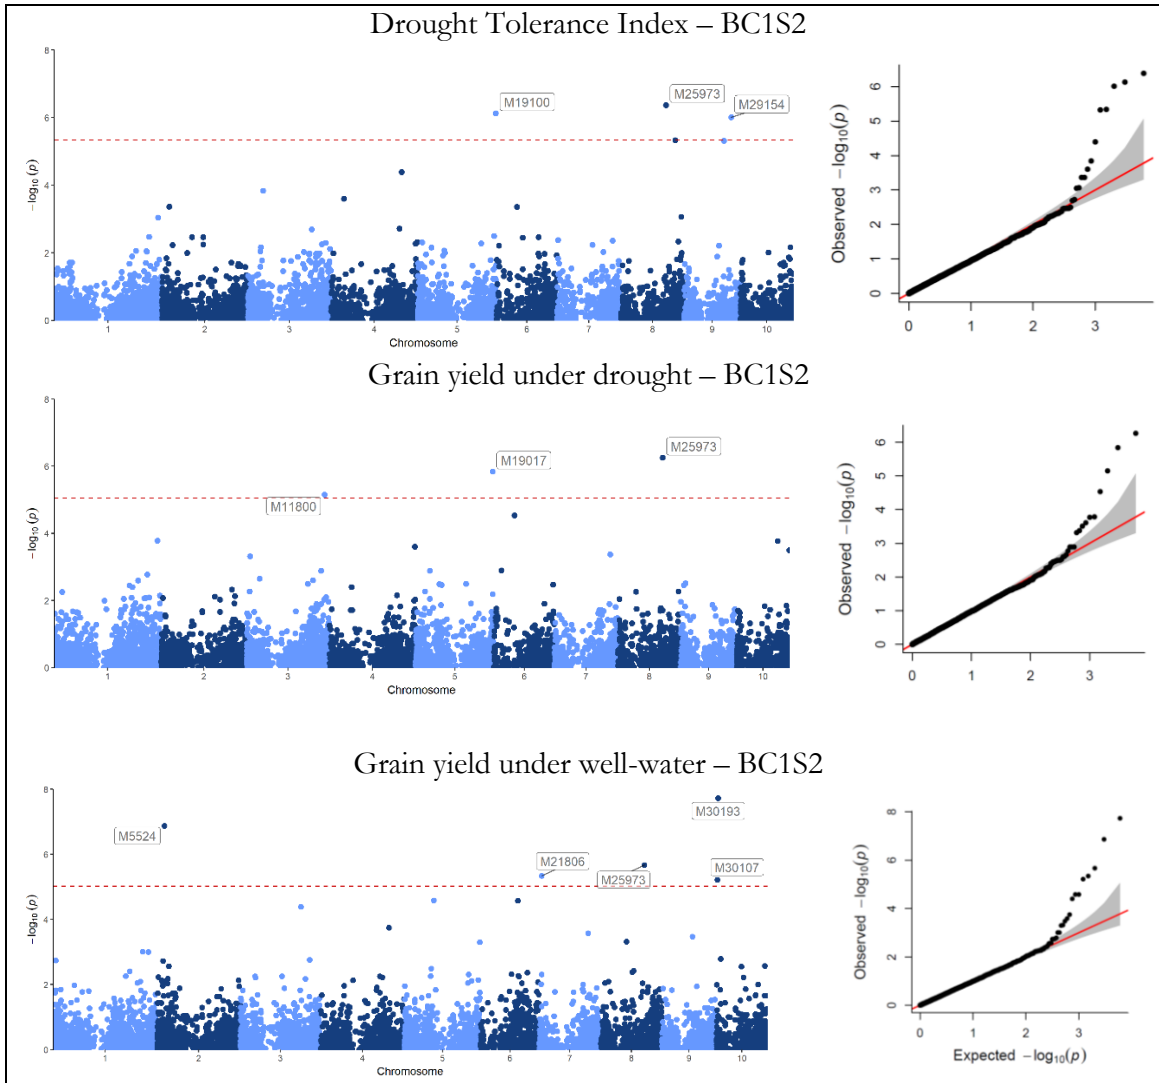 Drought Tolerance Index – BC1S2
8
6
4
2
0
−log10 (p)
M19100
M25973
M29154
1 2 3 4 5 6 7 8 9 10
Chromosome
6
5
4
3
2
1
0
Observed −log10(p)
0 1 2 3
Grain yield under drought – BC1S2
8
6
4
2
0
−log10 (p)
M11800
M19017
M25973
1 2 3 4 5 6 7 8 9 10
Chromosome
6
5
4
3
2
1
0
Observed −log10(p)
0 1 2 3
Grain yield under well-water – BC1S2
8
6
4
2
0
−log10 (p)
M5524
M30193
M21806
M25973
M30107
1 2 3 4 5 6 7 8 9 10
Chromosome
8
6
4
2
0
Observed −log10(p)
0 1 2 3
Expected −log10(p)